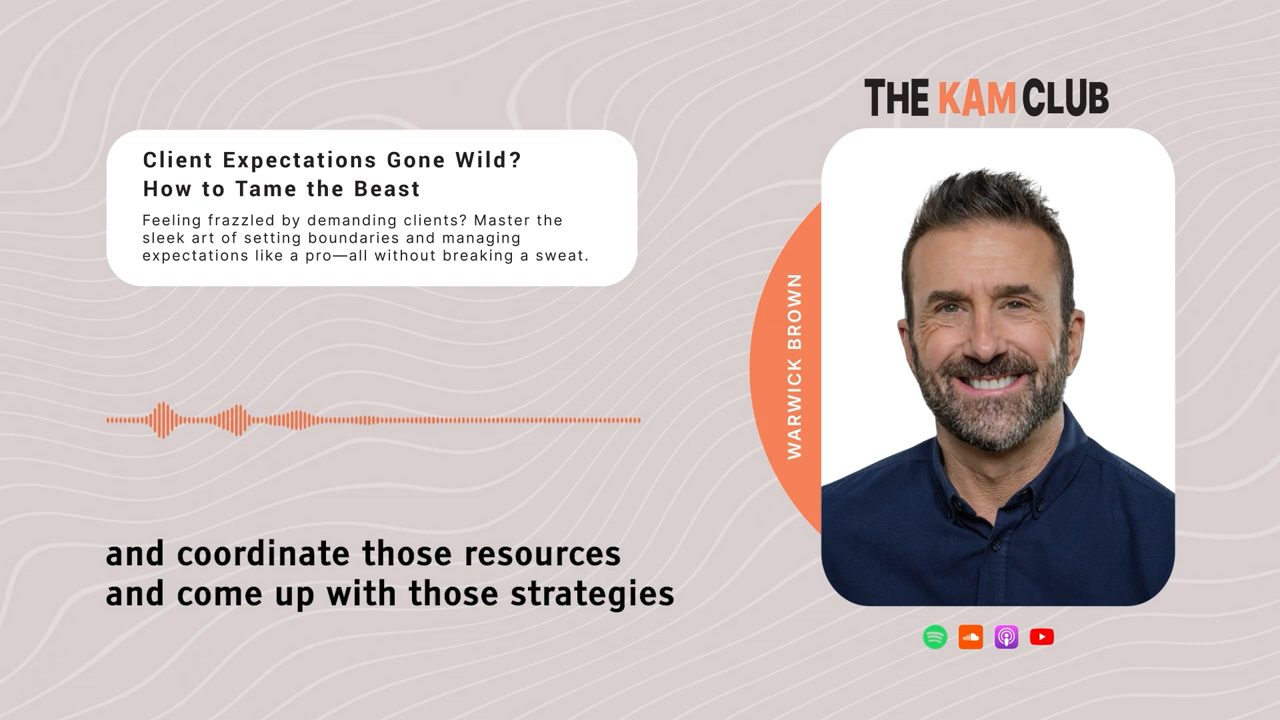 THE KAM CLUB
Client Expectations Gone Wild?
How to Tame the Beast
Feeling frazzled by demanding clients? Master the
sleek art of setting boundaries and managing
expectations like a pro—all without breaking a sweat.
WARWICK BROWN
and coordinate those resources
and come up with those strategies